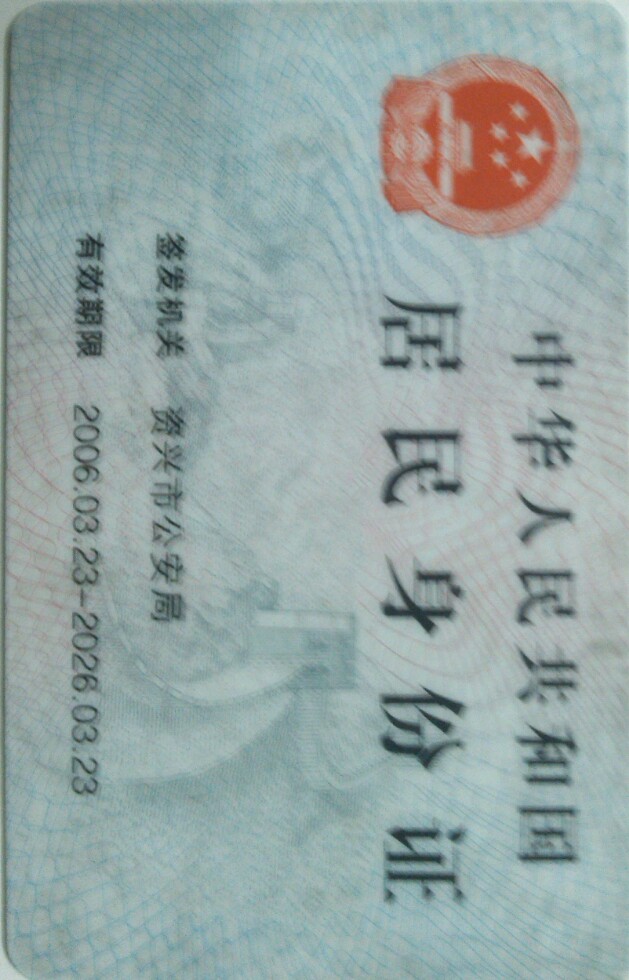 中华人民共和国
居民身份证
签发机关 资兴市公安局
有效期限 2006.03.23-2026.03.23